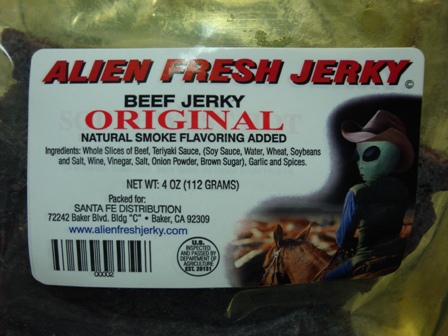 ALIEN FRESH JERKY ©
BEEF JERKY
ORIGINAL
NATURAL SMOKE FLAVORING ADDED
Ingredients: Whole Slices of Beef, Teriyaki Sauce, (Soy Sauce, Water, Wheat, Soybeans
and Salt, Wine, Vinegar, Salt, Onion Powder, Brown Sugar), Garlic and Spices.
NET WT: 4 OZ (112 GRAMS)
Packed for:
SANTA FE DISTRIBUTION
72242 Baker Blvd. Bldg "C" • Baker, CA 92309
www.alienfreshjerky.com
00002
U.S.
INSPECTED
AND PASSED BY
DEPARTMENT OF
AGRICULTURE
EST. 20101